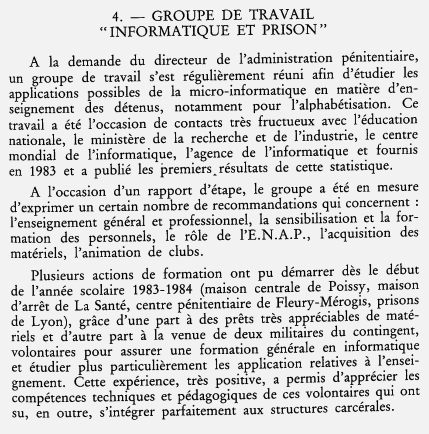 4. — GROUPE DE TRAVAIL
“INFORMATIQUE ET PRISON”
A la demande du directeur de l'administration pénitentiaire,
un groupe de travail s'est régulièrement réuni afin d'étudier les
applications possibles de la micro-informatique en matière d'en-
seignement des détenus, notamment pour l'alphabétisation. Ce
travail a été l'occasion de contacts très fructueux avec l'éducation
nationale, le ministère de la recherche et de l'industrie, le centre
mondial de l'informatique, l'agence de l'informatique et fournis
en 1983 et a publié les premiers résultats de cette statistique.
A l'occasion d'un rapport d'étape, le groupe a été en mesure
d'exprimer un certain nombre de recommandations qui concernent :
l'enseignement général et professionnel, la sensibilisation et la for-
mation des personnels, le rôle de l'E.N.A.P., l'acquisition des
matériels, l'animation de clubs.
Plusieurs actions de formation ont pu démarrer dès le début
de l'année scolaire 1983-1984 (maison centrale de Poissy, maison
d'arrêt de La Santé, centre pénitentiaire de Fleury-Mérogis, prisons
de Lyon), grâce d'une part à des prêts très appréciables de maté-
riels et d'autre part à la venue de deux militaires du contingent,
volontaires pour assurer une formation générale en informatique
et étudier plus particulièrement les application relatives à l'ensei-
gnement. Cette expérience, très positive, a permis d'apprécier les
compétences techniques et pédagogiques de ces volontaires qui ont
su, en outre, s'intégrer parfaitement aux structures carcérales.